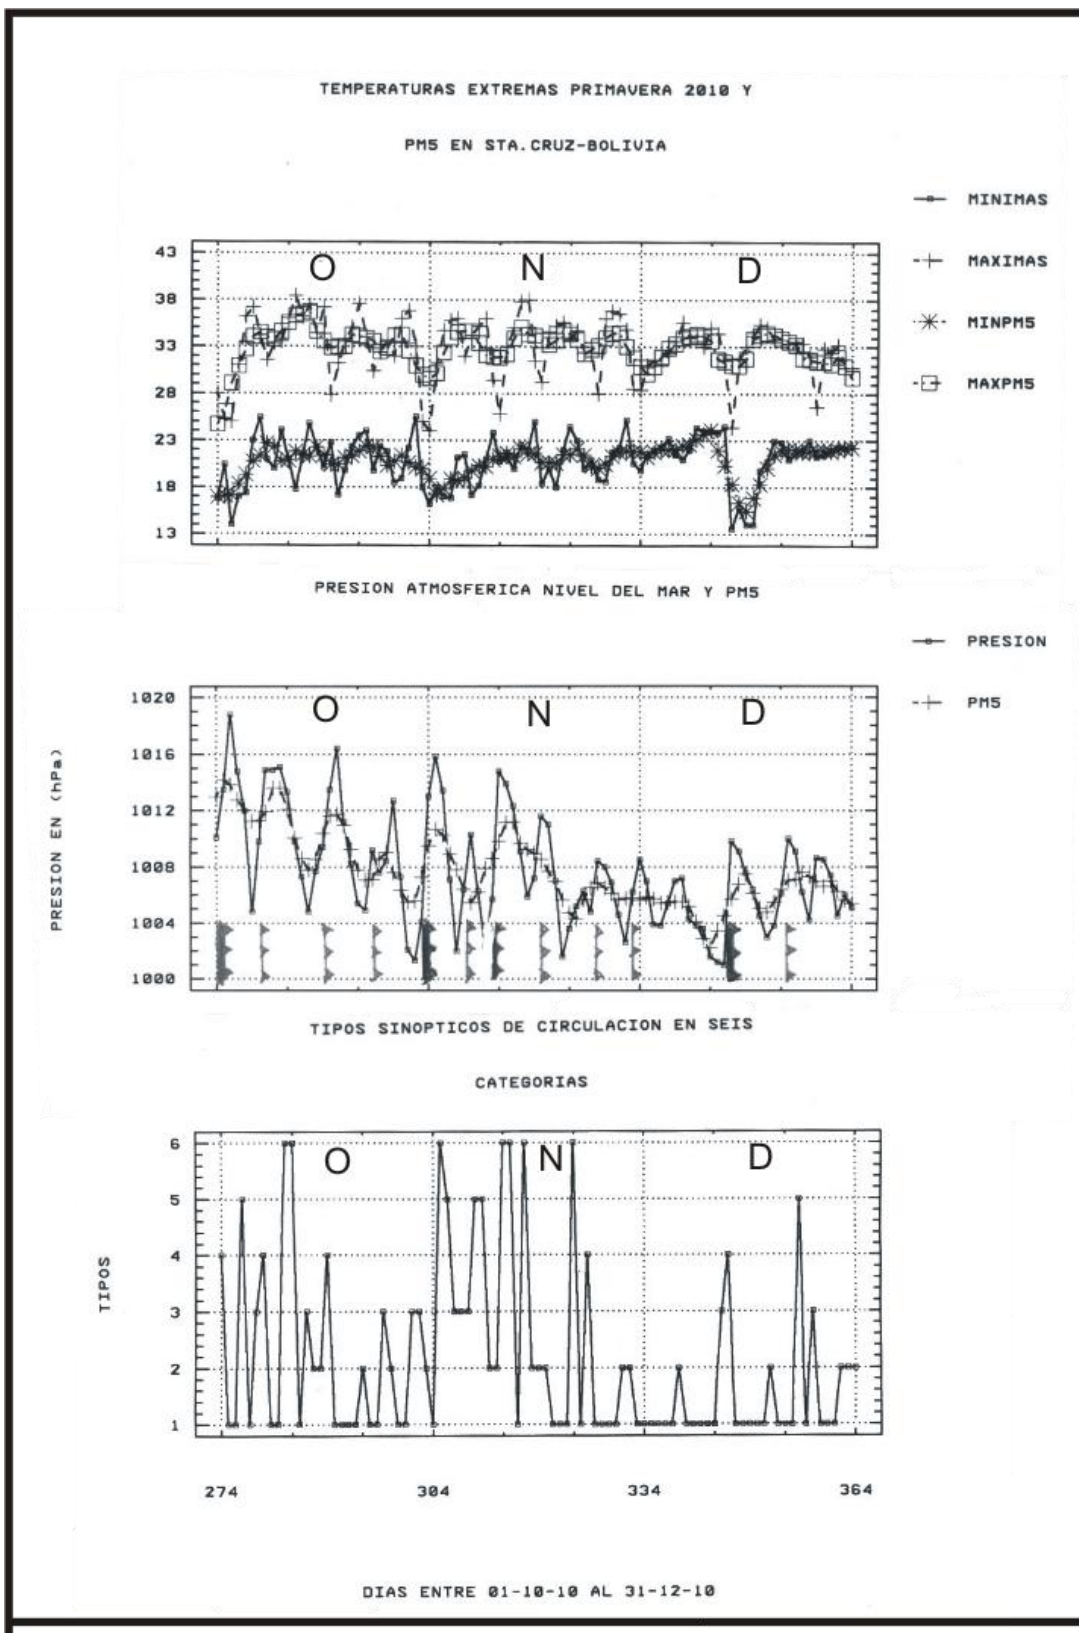 TEMPERATURAS EXTREMAS PRIMAVERA 2010 Y
PM5 EN STA.CRUZ-BOLIVIA
MINIMAS
MAXIMAS
MINPM5
MAXPM5
43
38
33
28
23
18
13
O N D
PRESION ATMOSFERICA NIVEL DEL MAR Y PM5
PRESION
PM5
PRESION EN (hPa)
1020
1016
1012
1008
1004
1000
O N D
TIPOS SINOPTICOS DE CIRCULACION EN SEIS
CATEGORIAS
TIPOS
6
5
4
3
2
1
O N D
274 304 334 364
DIAS ENTRE 01-10-10 AL 31-12-10